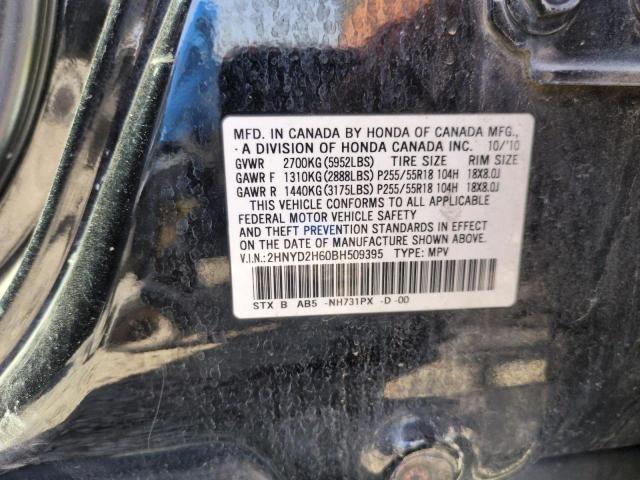 MFD. IN CANADA BY HONDA OF CANADA MFG.,
A DIVISION OF HONDA CANADA INC. 10/'10
GVWR 2700KG(5952LBS) TIRE SIZE RIM SIZE
GAWR F 1310KG(2888LBS) P255/55R18 104H 18X8.0J
GAWR R 1440KG(3175LBS) P255/55R18 104H 18X8.0J
THIS VEHICLE CONFORMS TO ALL APPLICABLE
FEDERAL MOTOR VEHICLE SAFETY
AND THEFT PREVENTION STANDARDS IN EFFECT
ON THE DATE OF MANUFACTURE SHOWN ABOVE.
V.I.N.: 2HNYD2H60BH509395 TYPE: MPV
STX B AB5 -NH731PX -D -00